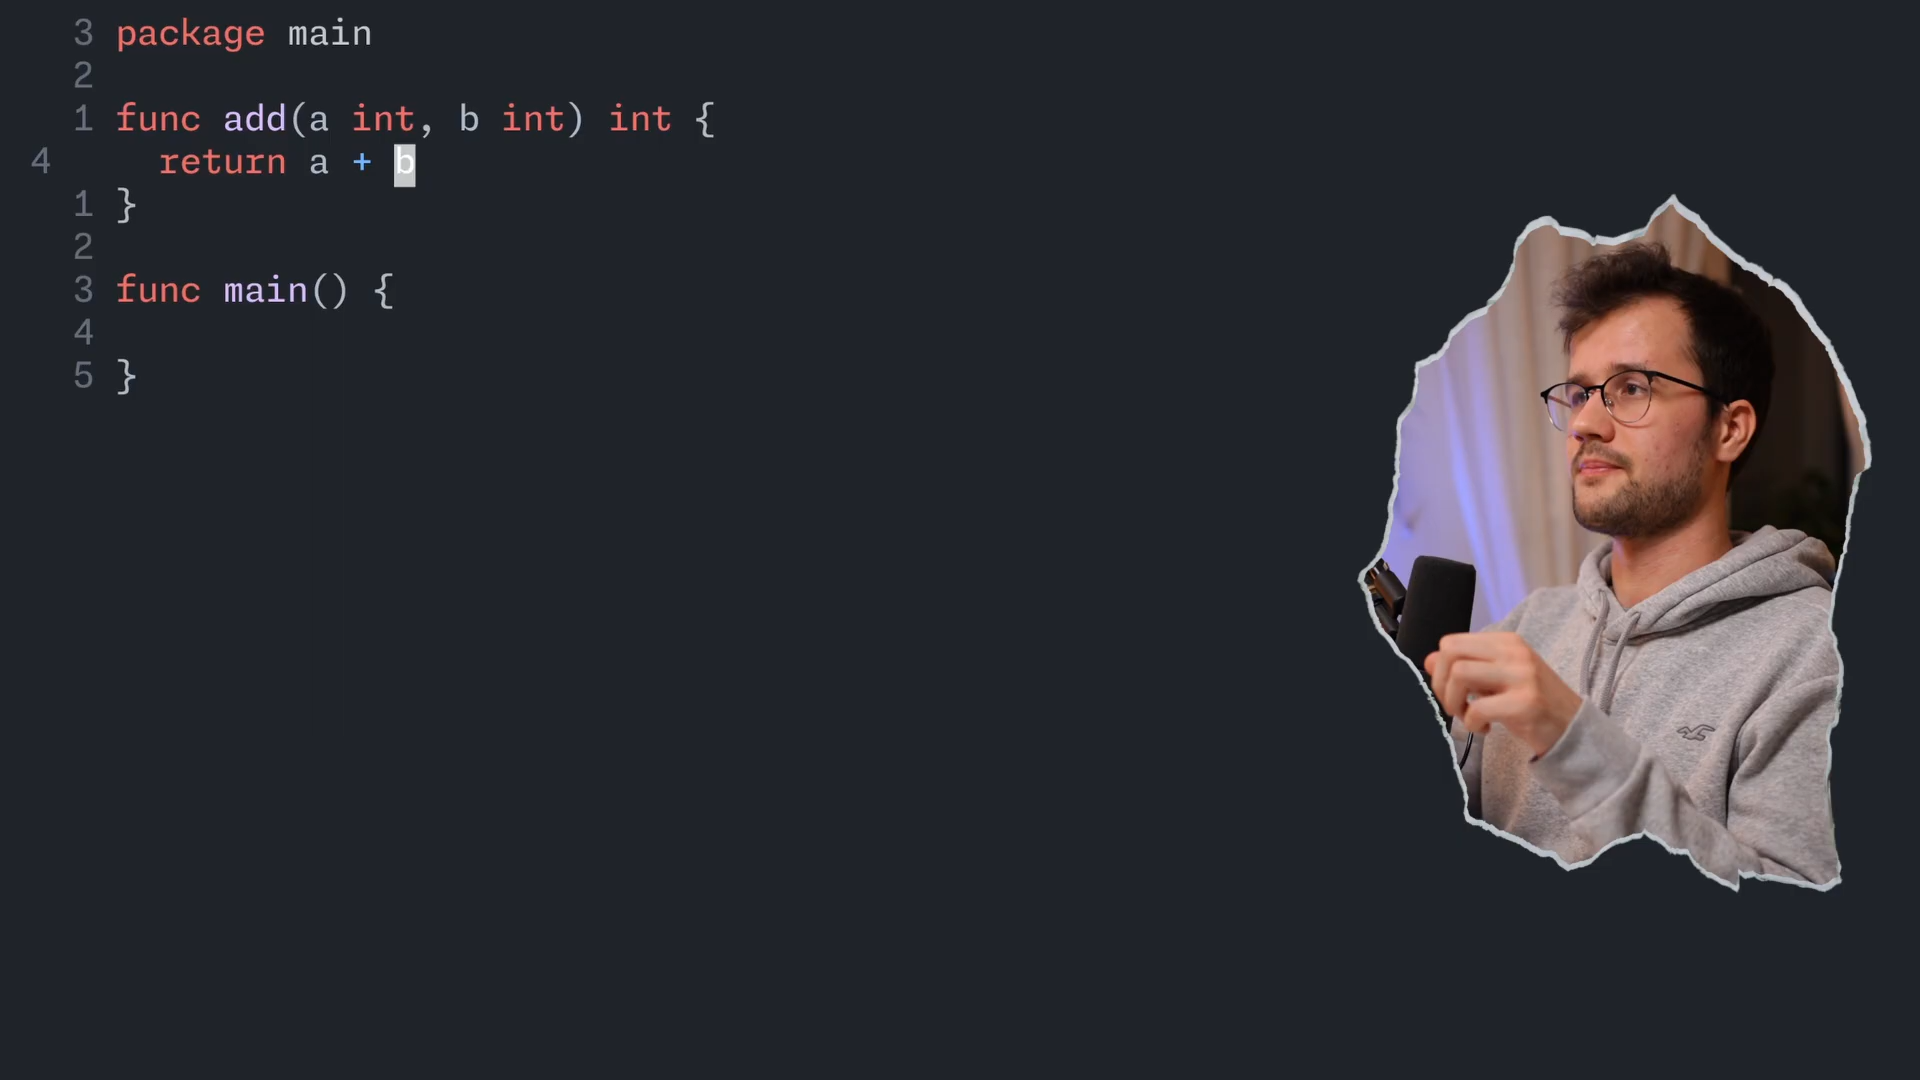 3 package main
2
1 func add(a int, b int) int {
4 return a + b
1 }
2
3 func main() {
4
5 }